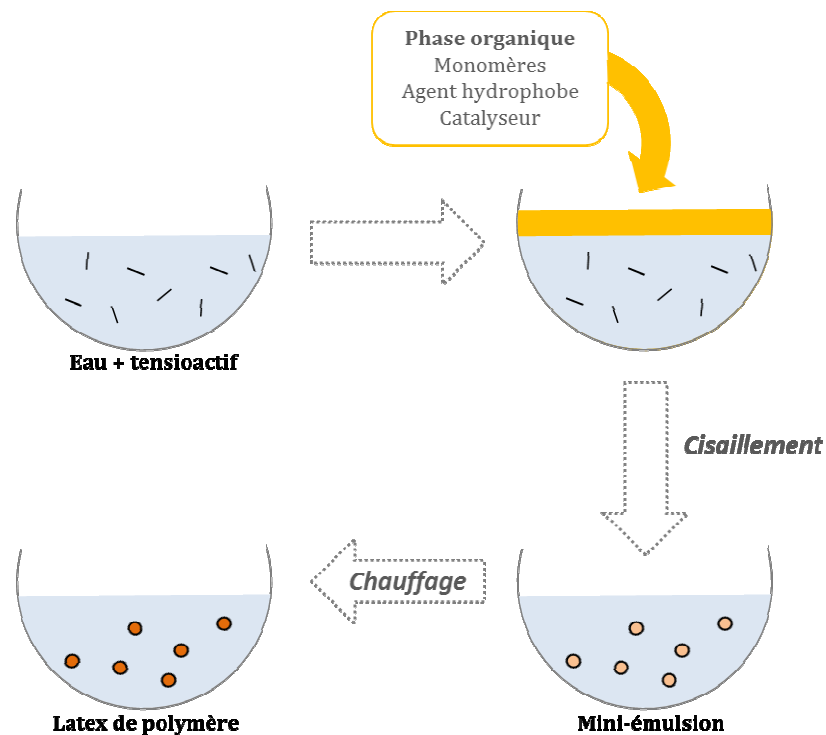 Phase organique
Monomères
Agent hydrophobe
Catalyseur
Eau + tensioactif
Cisaillement
Chauffage
Latex de polymère
Mini-émulsion